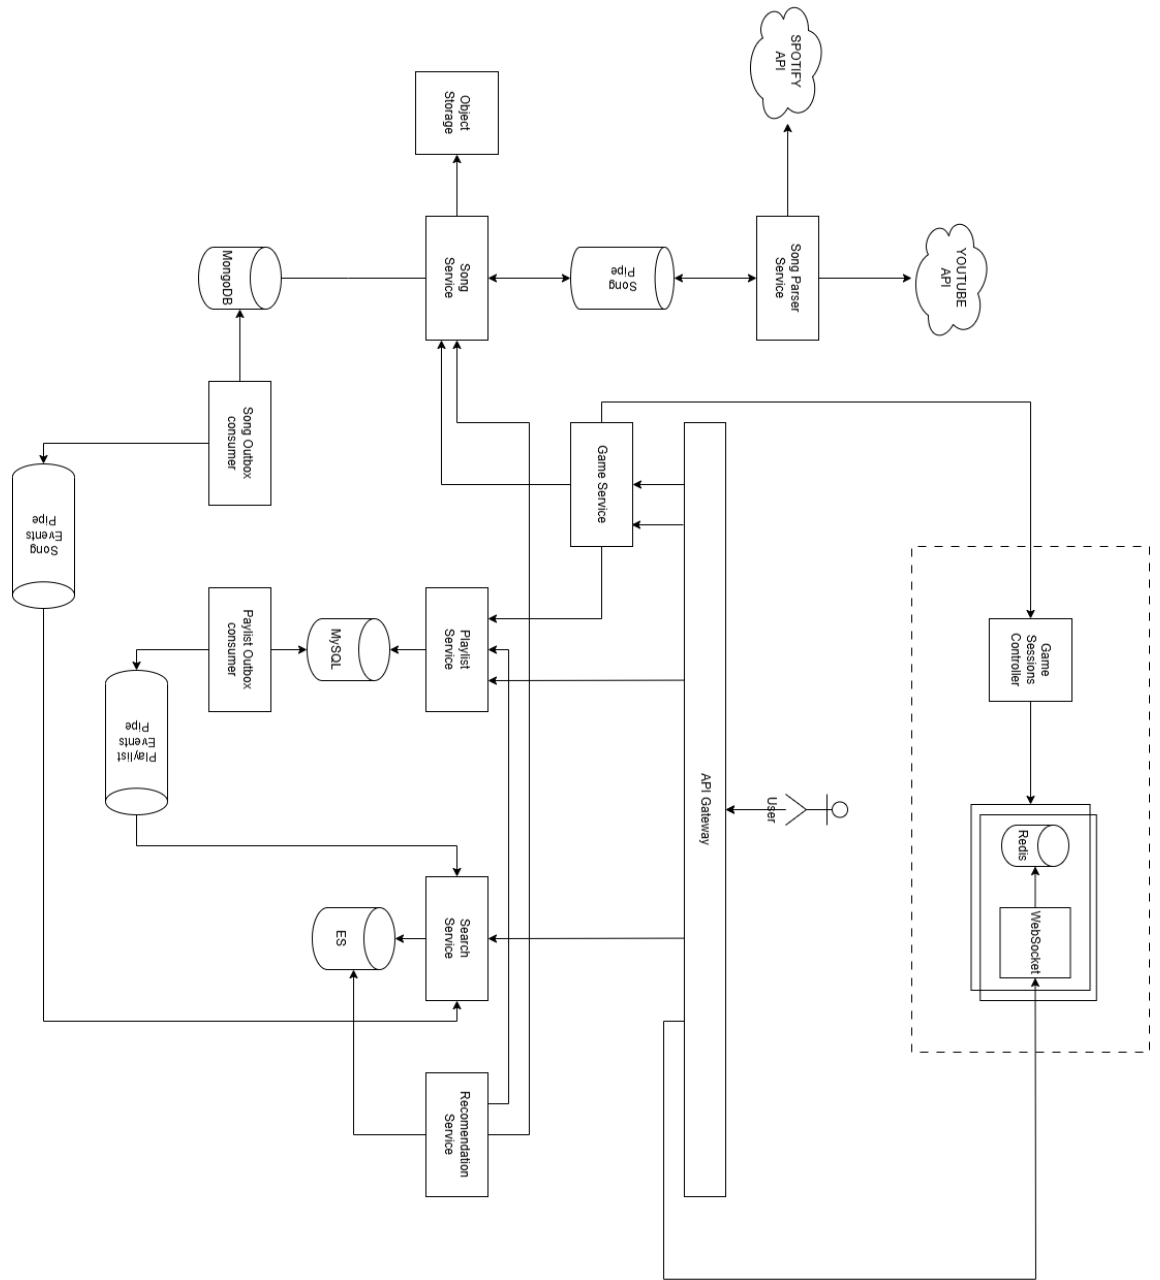 SPOTIFY
API
YOUTUBE
API
Object
Storage
Song
Service
Song
Pipe
Song Parser
Service
MongoDB
Song Outbox
consumer
Song
Events
Pipe
Game Service
Game
Sessions
Controller
Paylist Outbox
consumer
MySQL
Playlist
Service
Playlist
Events
Pipe
API Gateway
User
Redis
WebSocket
ES
Search
Service
Recomendation
Service